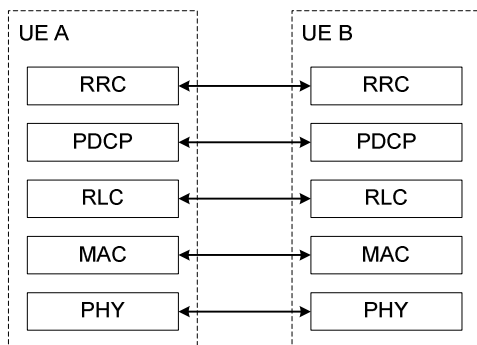 UE A UE B
RRC RRC
PDCP PDCP
RLC RLC
MAC MAC
PHY PHY